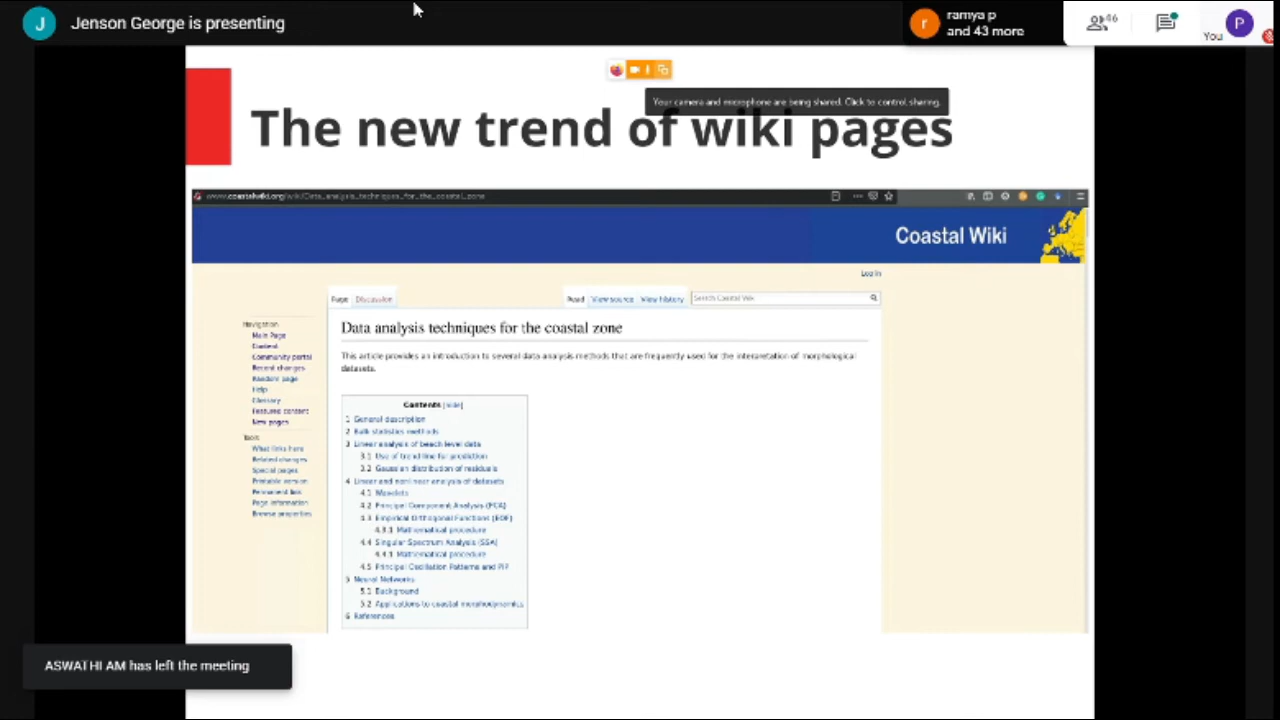 J Jenson George is presenting
r ramya p
and 43 more
46
You P
Your camera and microphone are being shared. Click to control sharing.
The new trend of wiki pages
www.coastalwiki.org/wiki/Data_analysis_techniques_for_the_coastal_zone
Coastal Wiki
Log in
Page Discussion Read View source View history Search Coastal Wiki
Navigation
Main Page
Content
Community portal
Recent changes
Random page
Help
Glossary
Featured content
New pages
Tools
What links here
Related changes
Special pages
Printable version
Permanent link
Page information
Browse properties
Data analysis techniques for the coastal zone
This article provides an introduction to several data analysis methods that are frequently used for the interpretation of morphological
datasets.
Contents [hide]
1 General description
2 Bulk statistics methods
3 Linear analysis of beach level data
3.1 Use of trend line for prediction
3.2 Gaussian distribution of residuals
4 Linear and nonlinear analysis of datasets
4.1 Wavelets
4.2 Principal Component Analysis (PCA)
4.3 Empirical Orthogonal Functions (EOF)
4.3.1 Mathematical procedure
4.4 Singular Spectrum Analysis (SSA)
4.4.1 Mathematical procedure
4.5 Principal Oscillation Patterns and PIP
5 Neural Networks
5.1 Background
5.2 Applications to coastal morphodynamics
6 References
ASWATHI AM has left the meeting